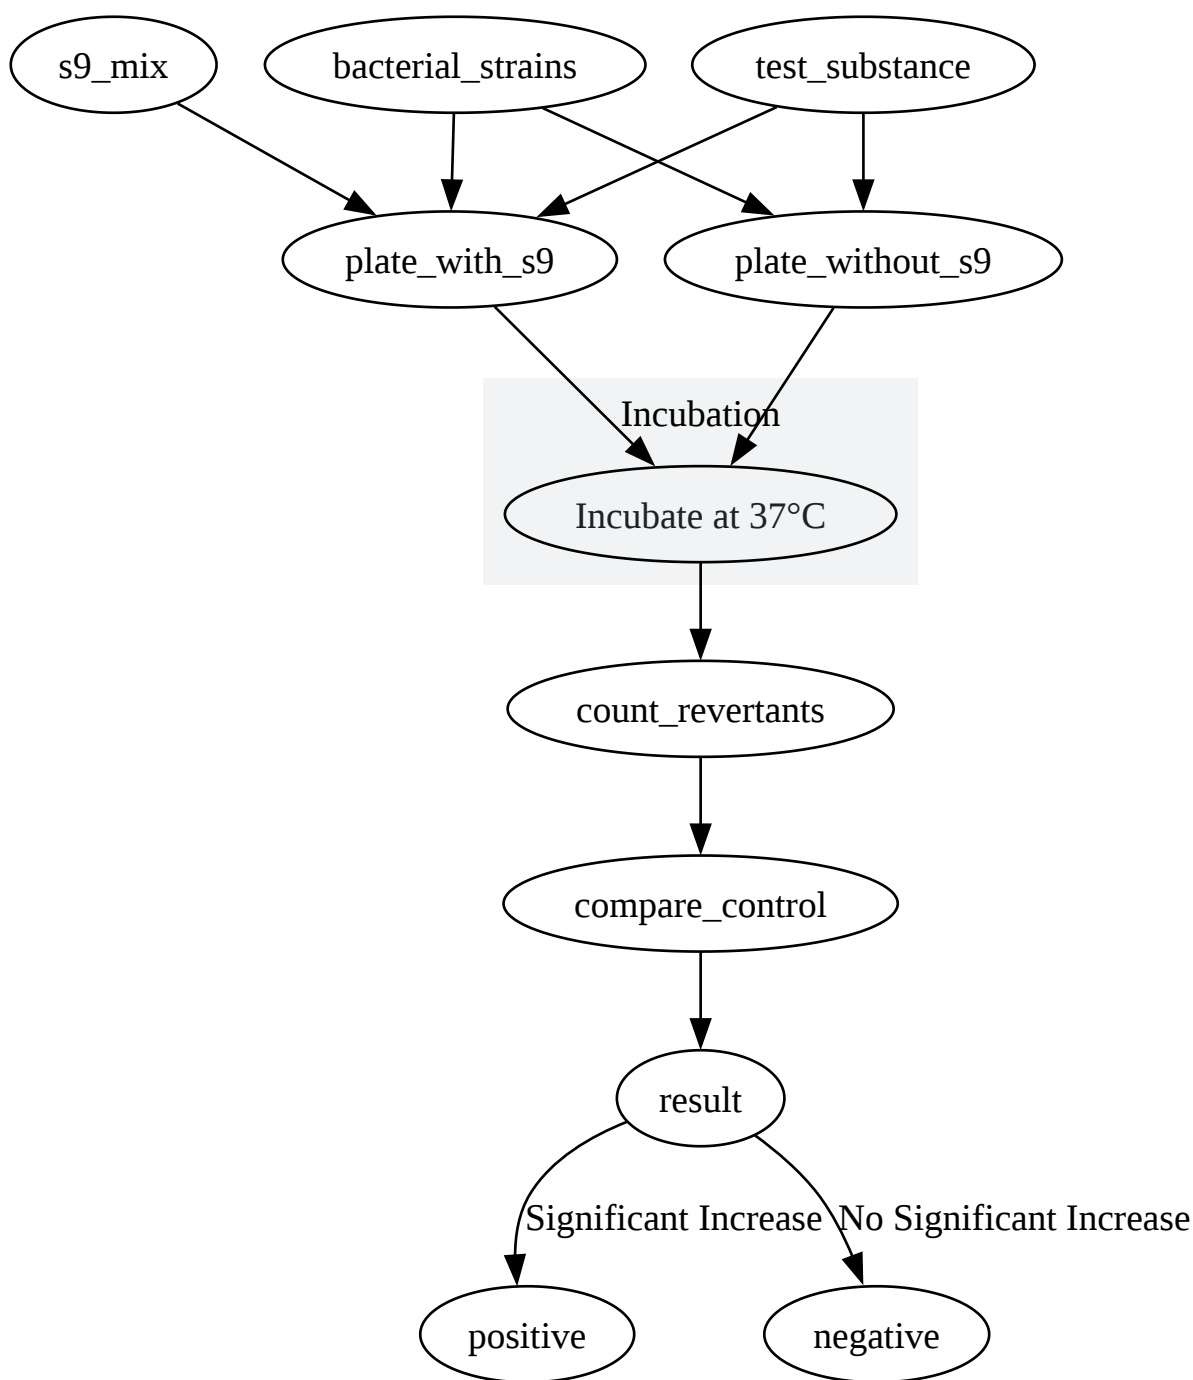 s9_mix
bacterial_strains
test_substance
plate_with_s9
plate_without_s9
Incubation
Incubate at 37°C
count_revertants
compare_control
result
Significant Increase
No Significant Increase
positive
negative